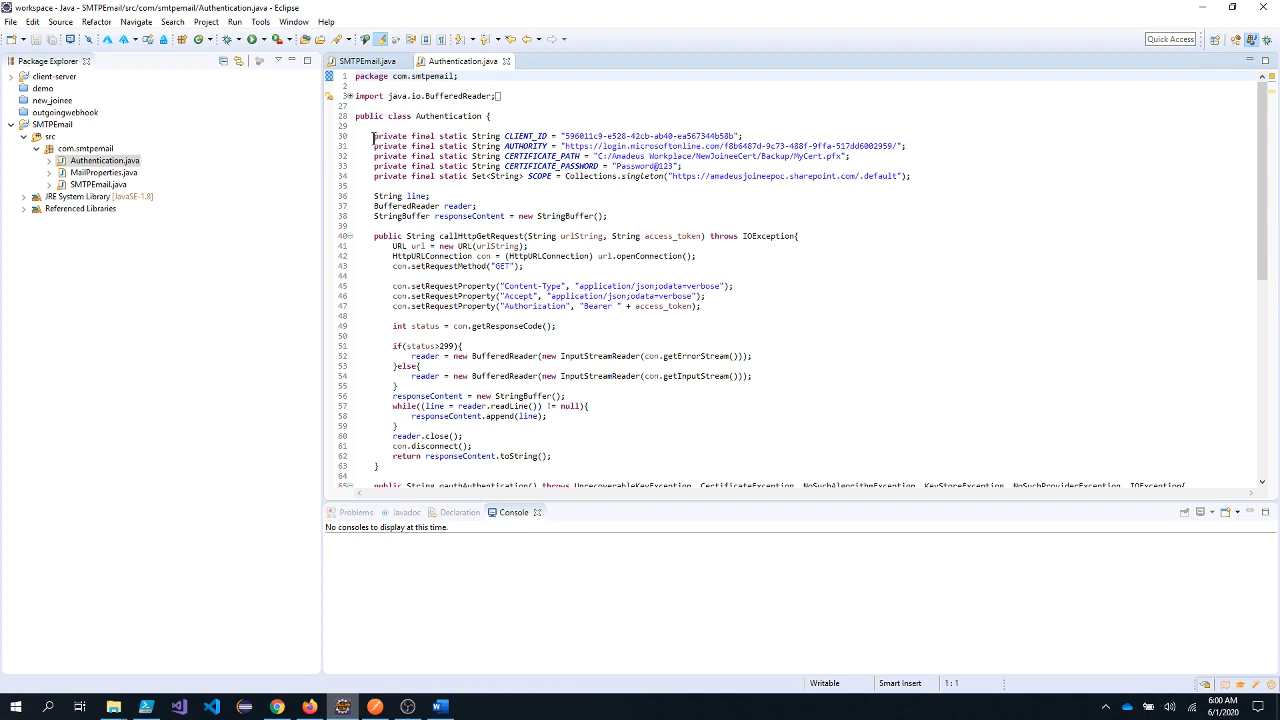 workspace - Java - SMTPEmail/src/com/smtpemail/Authentication.java - Eclipse
File Edit Source Refactor Navigate Search Project Run Tools Window Help
Quick Access
Package Explorer
client-server
demo
new_joinee
outgoingwebhook
SMTPEmail
src
com.smtpemail
Authentication.java
MailProperties.java
SMTPEmail.java
JRE System Library [JavaSE-1.8]
Referenced Libraries
SMTPEmail.java Authentication.java
1 package com.smtpemail;
2
3 import java.io.BufferedReader;
27
28 public class Authentication {
29
30 private final static String CLIENT_ID = "596011c9-e528-42cb-ab40-ea567344b58b";
31 private final static String AUTHORITY = "https://login.microsoftonline.com/f8b6487d-9c73-488f-9ffa-517dd6002959/";
32 private final static String CERTIFICATE_PATH = "C:/Amadeus Workplace/NewJoineeCert/Backup/MyCert.pfx";
33 private final static String CERTIFICATE_PASSWORD = "Password@123";
34 private final static Set<String> SCOPE = Collections.singleton("https://amadeusjoineepoc.sharepoint.com/.default");
35
36 String line;
37 BufferedReader reader;
38 StringBuffer responseContent = new StringBuffer();
39
40 public String callHttpGetRequest(String urlString, String access_token) throws IOException{
41 URL url = new URL(urlString);
42 HttpURLConnection con = (HttpURLConnection) url.openConnection();
43 con.setRequestMethod("GET");
44
45 con.setRequestProperty("Content-Type", "application/json;odata=verbose");
46 con.setRequestProperty("Accept", "application/json;odata=verbose");
47 con.setRequestProperty("Authorization", "Bearer " + access_token);
48
49 int status = con.getResponseCode();
50
51 if(status>299){
52 reader = new BufferedReader(new InputStreamReader(con.getErrorStream()));
53 }else{
54 reader = new BufferedReader(new InputStreamReader(con.getInputStream()));
55 }
56 responseContent = new StringBuffer();
57 while((line = reader.readLine()) != null){
58 responseContent.append(line);
59 }
60 reader.close();
61 con.disconnect();
62 return responseContent.toString();
63 }
64
65 public String oauthAuthentication() throws UnrecoverableKeyException, CertificateException, NoSuchAlgorithmException, KeyStoreException, NoSuchProviderException, IOException{
Problems Javadoc Declaration Console
No consoles to display at this time.
Writable Smart Insert 1 : 1
6:00 AM
6/1/2020